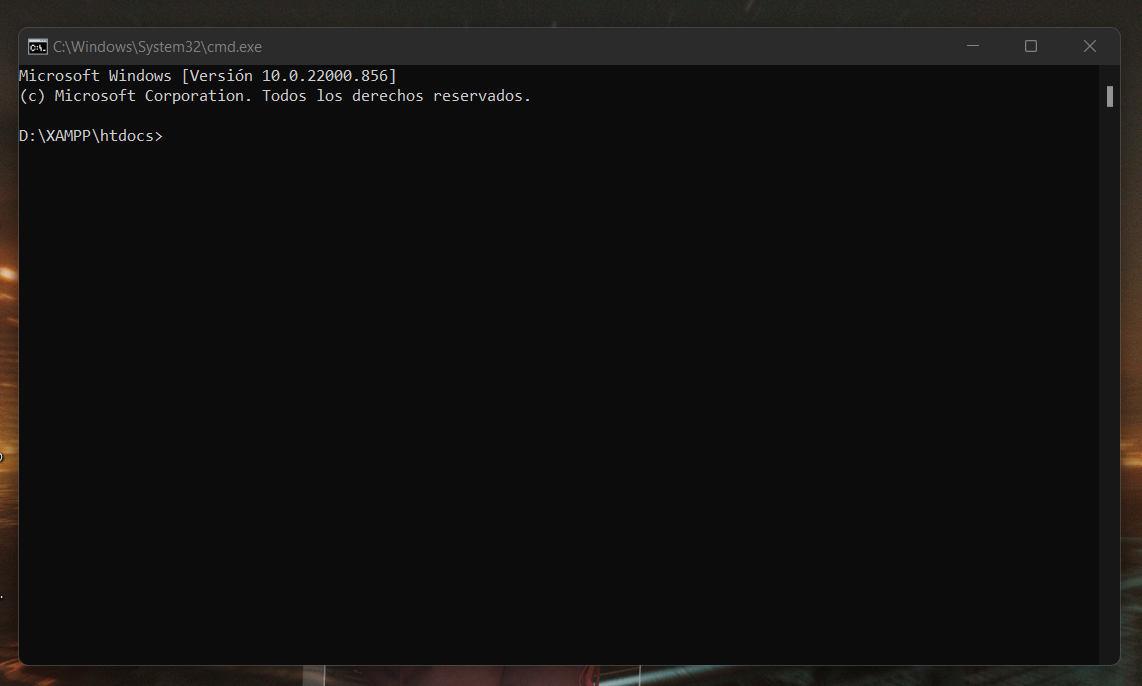 C:\Windows\System32\cmd.exe
Microsoft Windows [Versión 10.0.22000.856]
(c) Microsoft Corporation. Todos los derechos reservados.
D:\XAMPP\htdocs>